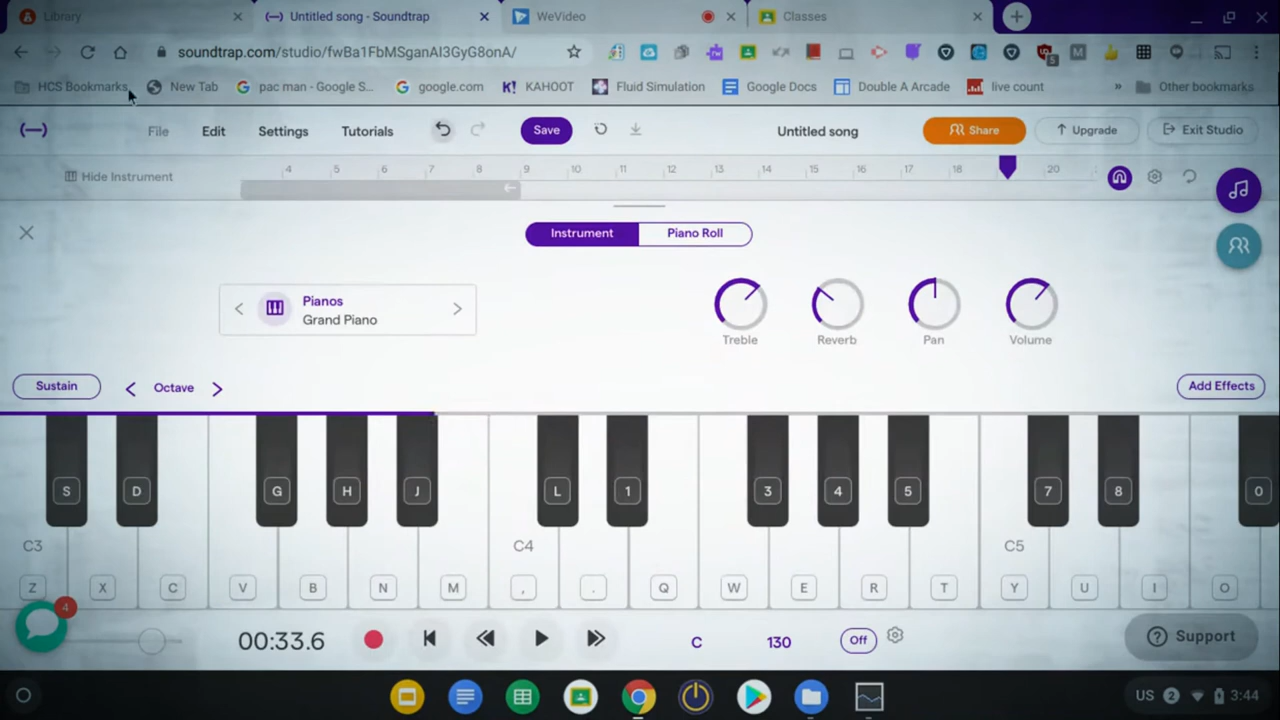 Library
Untitled song - Soundtrap
WeVideo
Classes
soundtrap.com/studio/fwBa1FbMSganAI3GyG8onA/
5
HCS Bookmarks
New Tab
pac man - Google S...
google.com
K! KAHOOT
Fluid Simulation
Google Docs
Double A Arcade
live count
»
Other bookmarks
File
Edit
Settings
Tutorials
Save
Untitled song
Share
Upgrade
Exit Studio
Hide Instrument
4 5 6 7 8 9 10 11 12 13 14 15 16 17 18 20
Instrument
Piano Roll
Pianos
Grand Piano
Treble
Reverb
Pan
Volume
Sustain
Octave
Add Effects
S D G H J L 1 3 4 5 7 8 0
C3 C4 C5
Z X C V B N M , . Q W E R T Y U I O
4
00:33.6
C
130
Off
Support
US 2 3:44